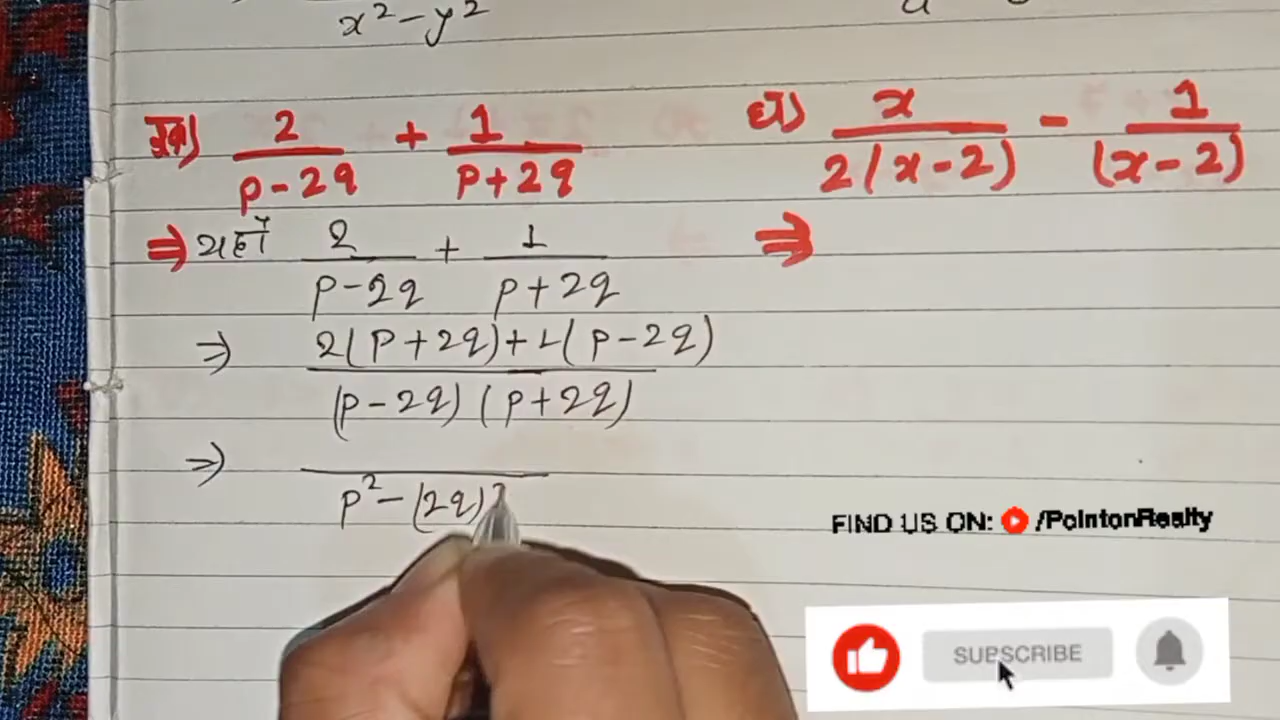 x² - y²
2/(p-2q) + 1/(p+2q)
⇒ यहाँ 2/(p-2q) + 1/(p+2q)
⇒ 2(p+2q)+1(p-2q)/(p-2q)(p+2q)
⇒ p² - (2q)²
घ) x/2(x-2) - 1/(x-2)
⇒
FIND US ON: /PointonRealty
SUBSCRIBE